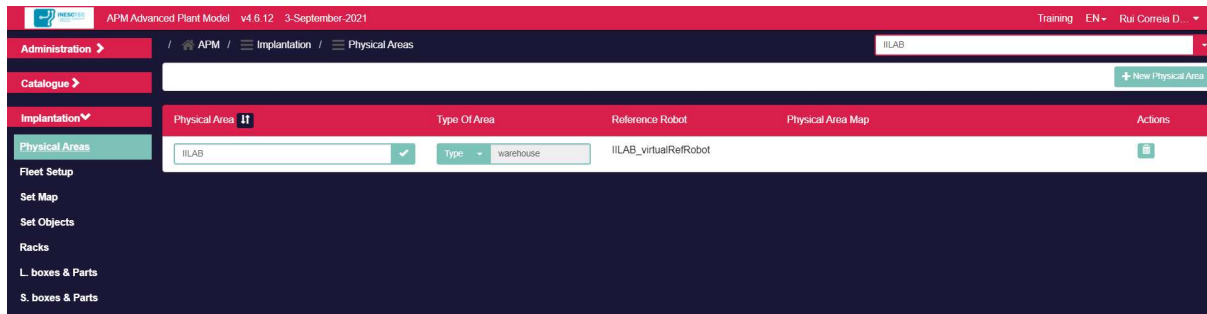 INESCTEC APM Advanced Plant Model v4.6.12 3-September-2021 Training EN Rui Correia D...
Administration / APM / Implantation / Physical Areas IILAB
Catalogue + New Physical Area
Implantation Physical Area Type Of Area Reference Robot Physical Area Map Actions
Physical Areas IILAB Type warehouse IILAB_virtualRefRobot
Fleet Setup
Set Map
Set Objects
Racks
L. boxes & Parts
S. boxes & Parts